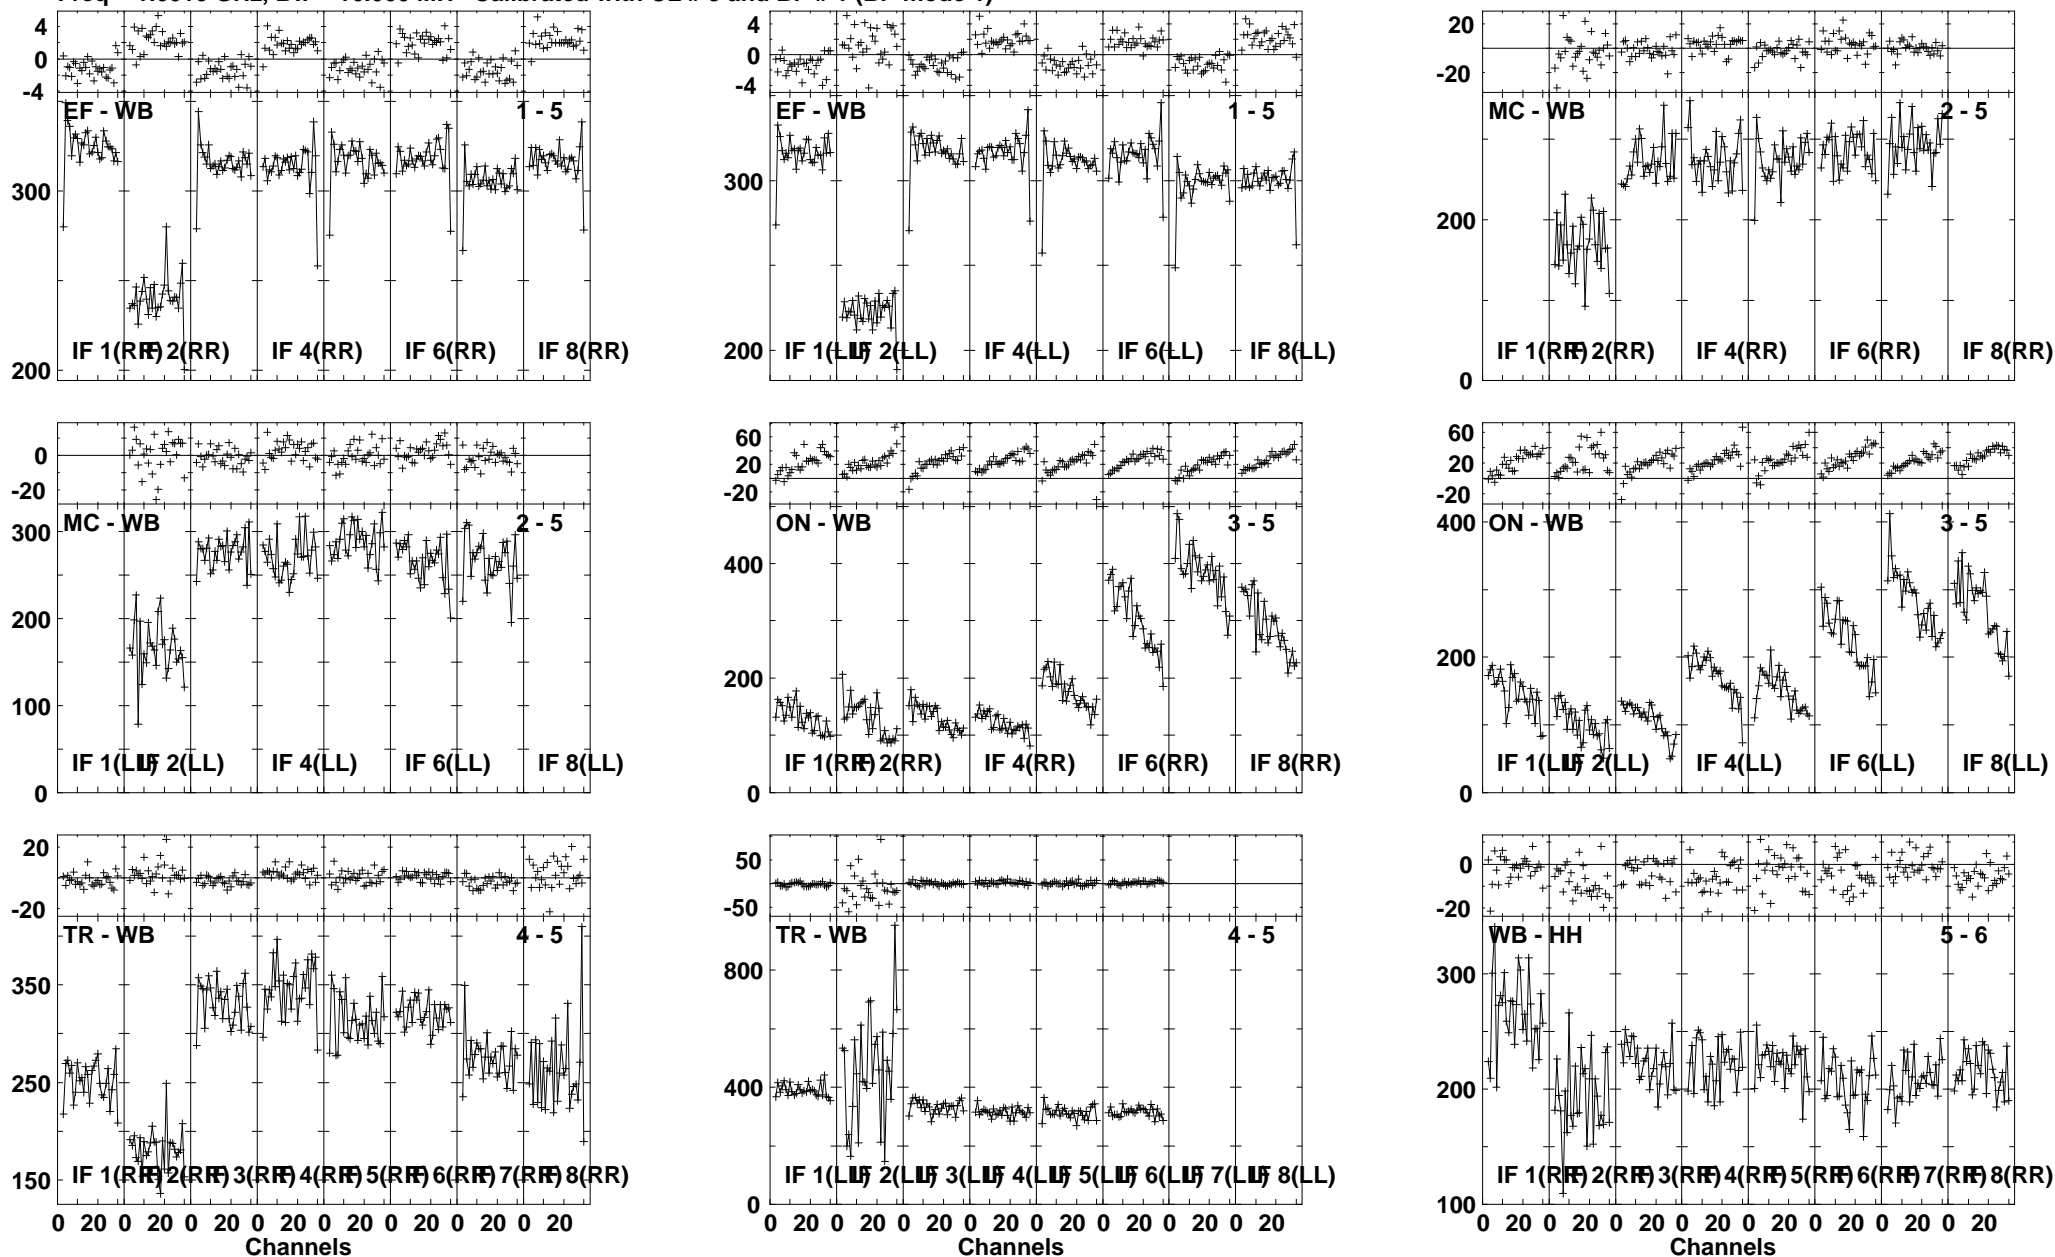 4 4 20
0 0 0
-4 -4 -20
EF - WB 1 - 5 EF - WB 1 - 5 MC - WB 2 - 5
300 300 200
IF 1(RR) IF 2(RR) IF 4(RR) IF 6(RR) IF 8(RR) IF 1(LL) IF 2(LL) IF 4(LL) IF 6(LL) IF 8(LL) IF 1(RR) IF 2(RR) IF 4(RR) IF 6(RR) IF 8(RR)
200 200 0
0 60 60
-20 20 20
-20 -20
MC - WB 2 - 5 ON - WB 3 - 5 ON - WB 3 - 5
300 400 400
200 200 200
100
IF 1(LL) IF 2(LL) IF 4(LL) IF 6(LL) IF 8(LL) IF 1(RR) IF 2(RR) IF 4(RR) IF 6(RR) IF 8(RR) IF 1(LL) IF 2(LL) IF 4(LL) IF 6(LL) IF 8(LL)
0 0 0
20 50 0
-20 -50 -20
TR - WB 4 - 5 TR - WB 4 - 5 WB - HH 5 - 6
350 800 300
250 400 200
IF 1(RR) IF 2(RR) IF 3(RR) IF 4(RR) IF 5(RR) IF 6(RR) IF 7(RR) IF 8(RR) IF 1(LL) IF 2(LL) IF 3(LL) IF 4(LL) IF 5(LL) IF 6(LL) IF 7(LL) IF 8(LL) IF 1(RR) IF 2(RR) IF 3(RR) IF 4(RR) IF 5(RR) IF 6(RR) IF 7(RR) IF 8(RR)
150 0 100
0 20 0 20 0 20 0 20 0 20 0 20 0 20 0 20 0 20 0 20 0 20 0 20 0 20 0 20 0 20 0 20 0 20 0 20 0 20 0 20 0 20 0 20 0 20 0 20
Channels Channels Channels